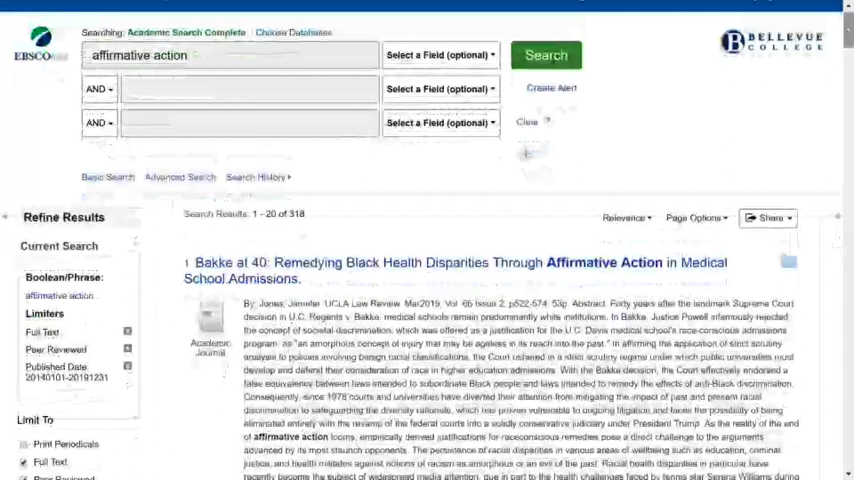 Searching: Academic Search Complete Choose Databases
EBSCO
affirmative action
Select a Field (optional)
Search
BELLEVUE
COLLEGE
AND
Select a Field (optional)
Create Alert
AND
Select a Field (optional)
Clear ?
Basic Search Advanced Search Search History
Refine Results
Search Results: 1 - 20 of 318
Relevance Page Options Share
Current Search
Boolean/Phrase:
affirmative action
Limiters
Full Text
Peer Reviewed
Published Date:
20140101-20191231
Limit To
Print Periodicals
Full Text
Peer Reviewed
1 Bakke at 40: Remedying Black Health Disparities Through Affirmative Action in Medical
School Admissions.
Academic
Journal
By: Jones, Jennifer. UCLA Law Review. Mar2019, Vol. 66 Issue 2, p522-574. 53p. Abstract: Forty years after the landmark Supreme Court
decision in U.C. Regents v. Bakke, medical schools remain predominantly white institutions. In Bakke, Justice Powell infamously rejected
the concept of societal discrimination, which was offered as a justification for the U.C. Davis medical school's race-conscious admissions
program, as "an amorphous concept of injury that may be ageless in its reach into the past." In affirming the application of strict scrutiny
analysis to policies involving benign racial classifications, the Court ushered in a strict scrutiny regime under which public universities must
develop and defend their consideration of race in higher education admissions. With the Bakke decision, the Court effectively endorsed a
false equivalency between laws intended to subordinate Black people and laws intended to remedy the effects of anti-Black discrimination.
Consequently, since 1978 courts and universities have diverted their attention from mitigating the impact of past and present racial
discrimination to safeguarding the diversity rationale, which has proven vulnerable to ongoing litigation and faces the possibility of being
eliminated entirely with the revamp of the federal courts into a solidly conservative judiciary under President Trump. As the reality of the end
of affirmative action looms, empirically derived justifications for raceconscious remedies pose a direct challenge to the arguments
advanced by its most staunch opponents. The persistence of racial disparities in various areas of wellbeing such as education, criminal
justice, and health militates against notions of racism as amorphous or an evil of the past. Racial health disparities in particular have
recently become the subject of widespread media attention, due in part to the health challenges faced by tennis star Serena Williams during